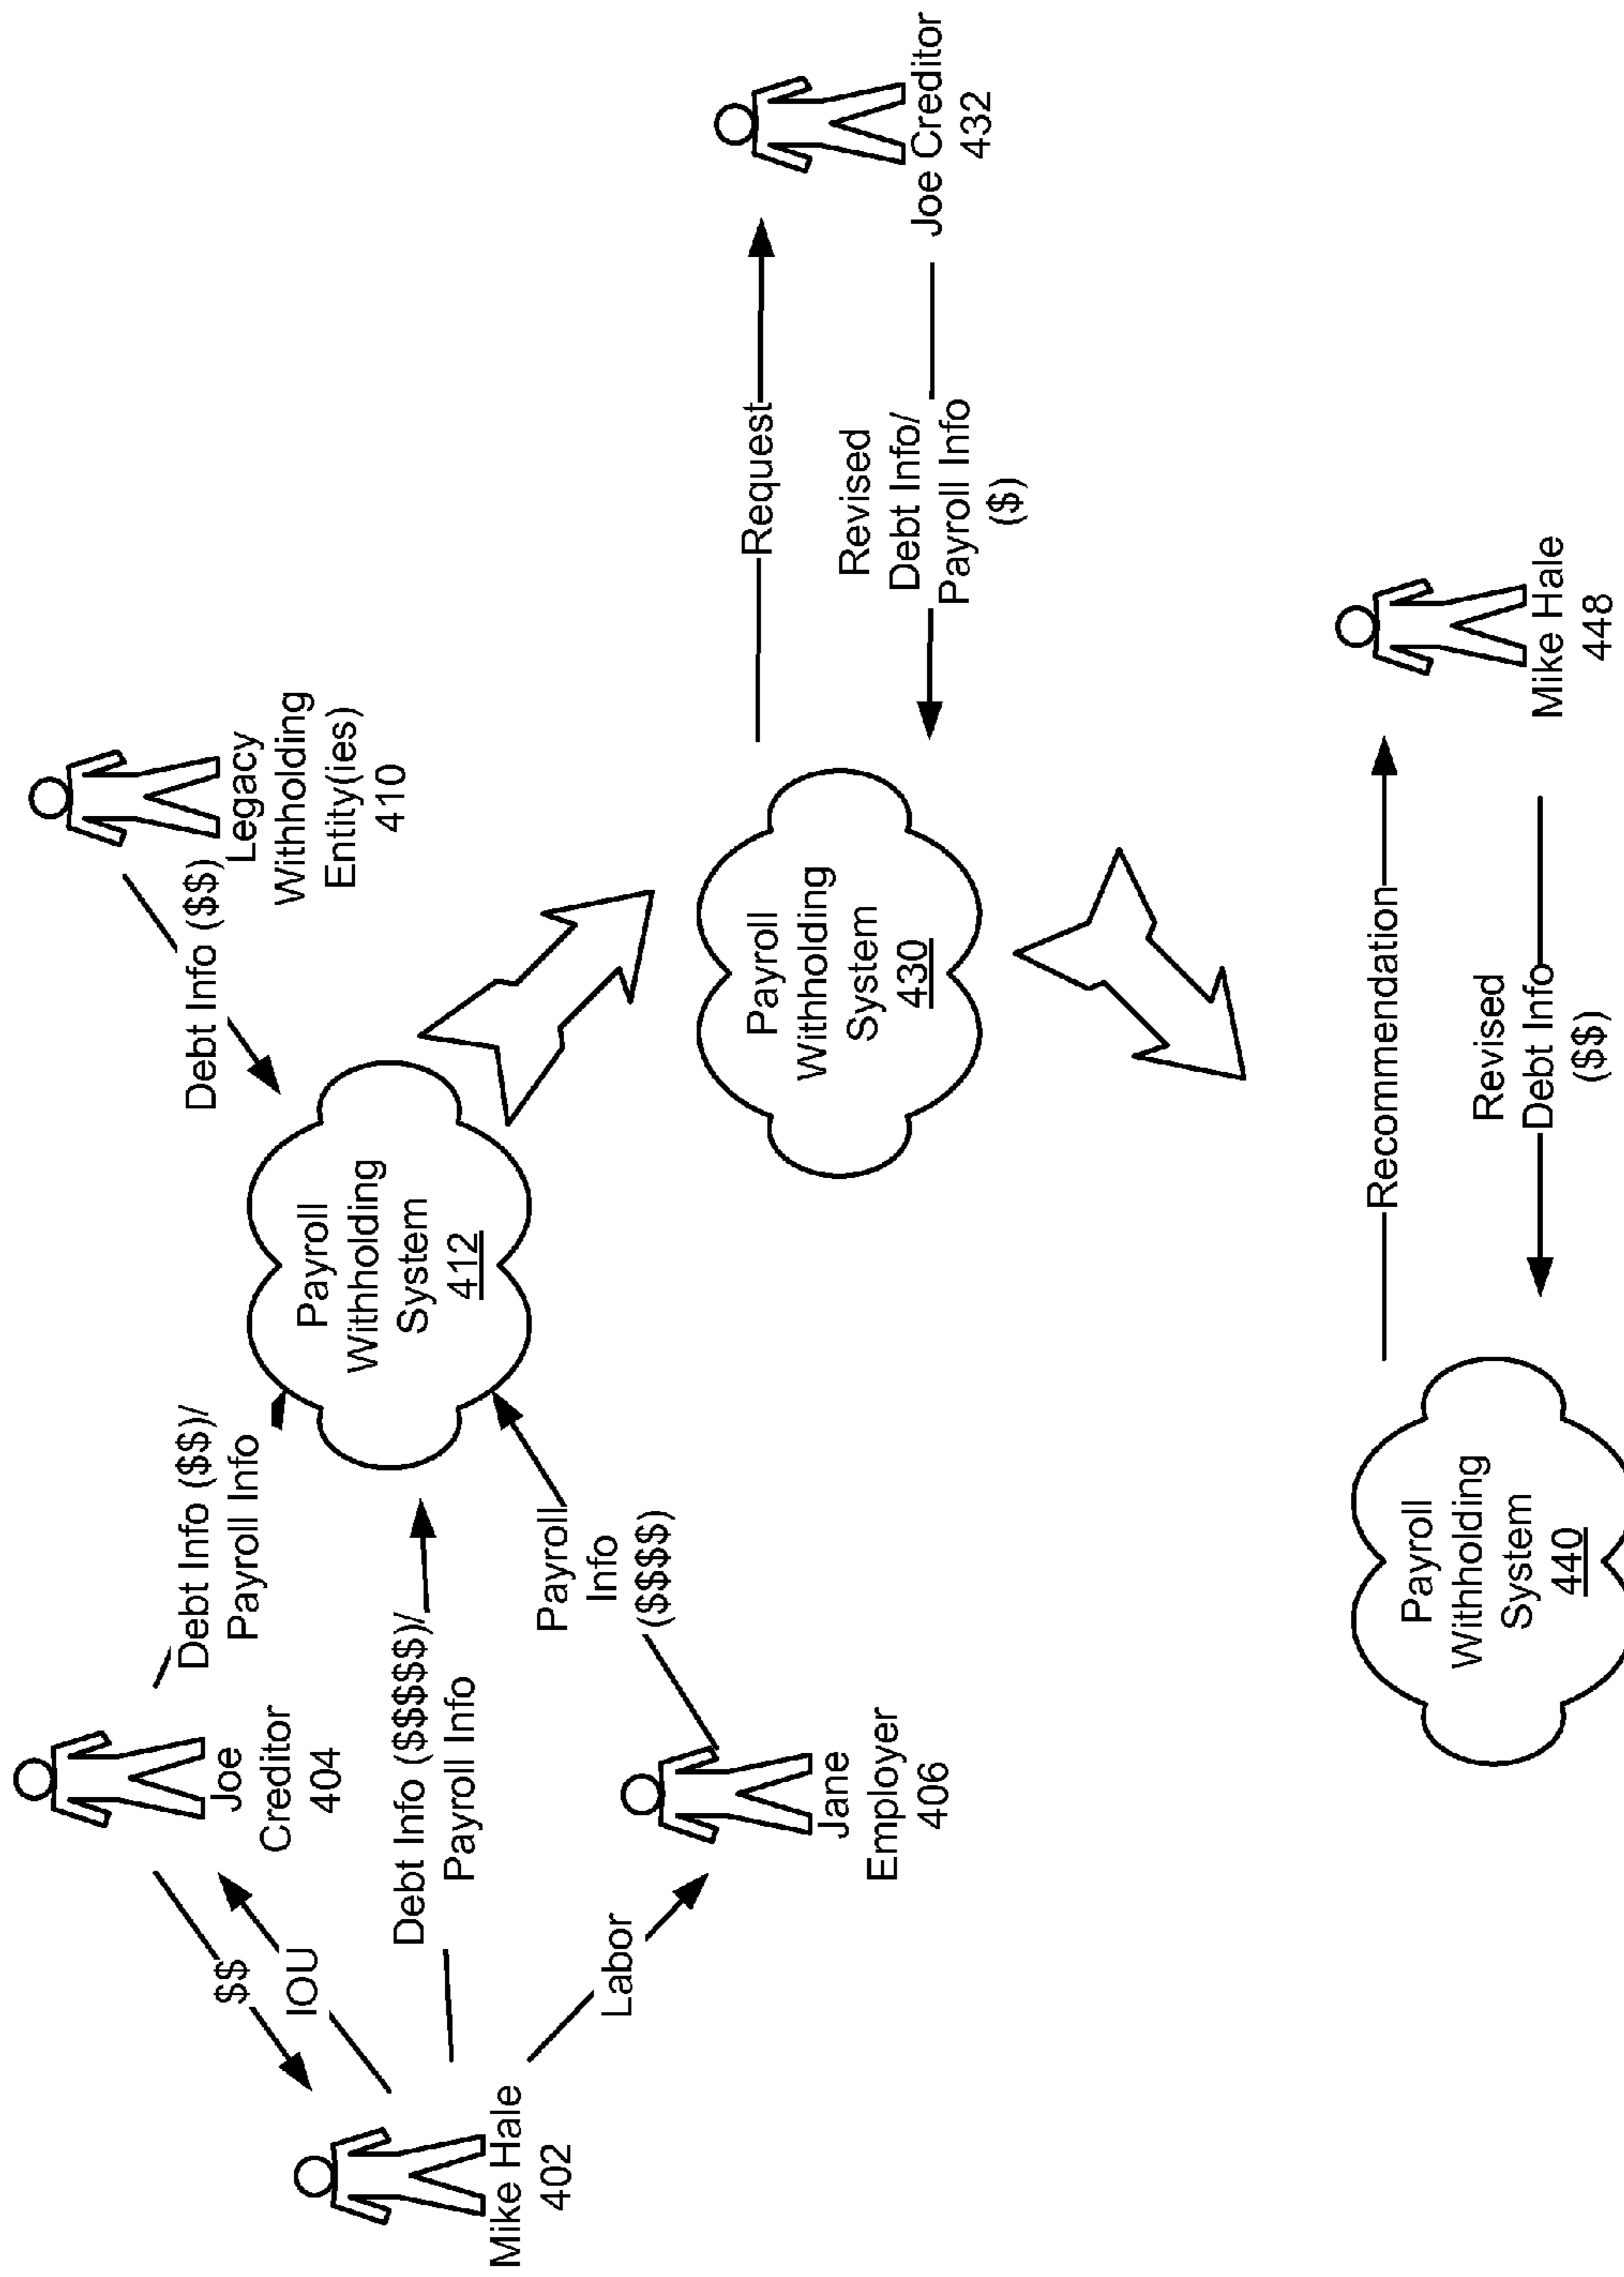 Joe
Creditor
404
$$
IOU
Debt Info ($$)/
Payroll Info
Legacy
Withholding
Entity(ies)
410
Debt Info ($$)
Mike Hale
402
Debt Info ($$$$$)/
Payroll Info
Payroll
Withholding
System
412
Labor
Payroll
Info
($$$$)
Jane
Employer
406
Payroll
Withholding
System
430
Request
Revised
Debt Info/
Payroll Info
($)
Joe Creditor
432
Payroll
Withholding
System
440
Recommendation
Revised
Debt Info
($$)
Mike Hale
448